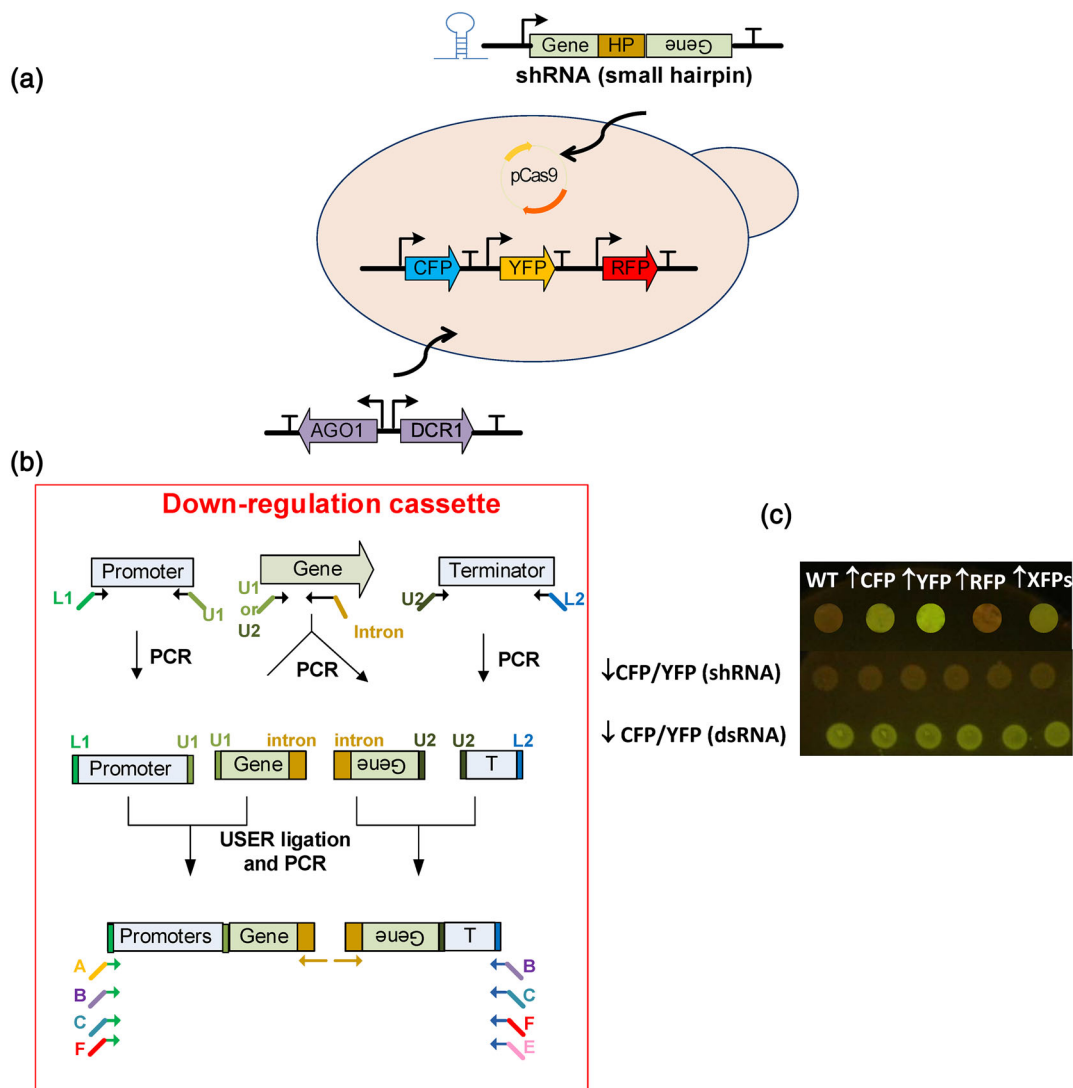 (a)
Gene HP Gene
shRNA (small hairpin)
pCas9
CFP YFP RFP
AGO1 DCR1
(b)
Down-regulation cassette
Promoter Gene Terminator
L1 U1
U1
or
U2
Intron
U2 L2
PCR PCR PCR
L1 U1 U1 intron intron U2 U2 L2
Promoter Gene Gene T
USER ligation
and PCR
Promoters Gene Gene T
A B
B C
C F
F E
(c)
WT ↑CFP ↑YFP ↑RFP ↑XFPs
↓CFP/YFP (shRNA)
↓ CFP/YFP (dsRNA)